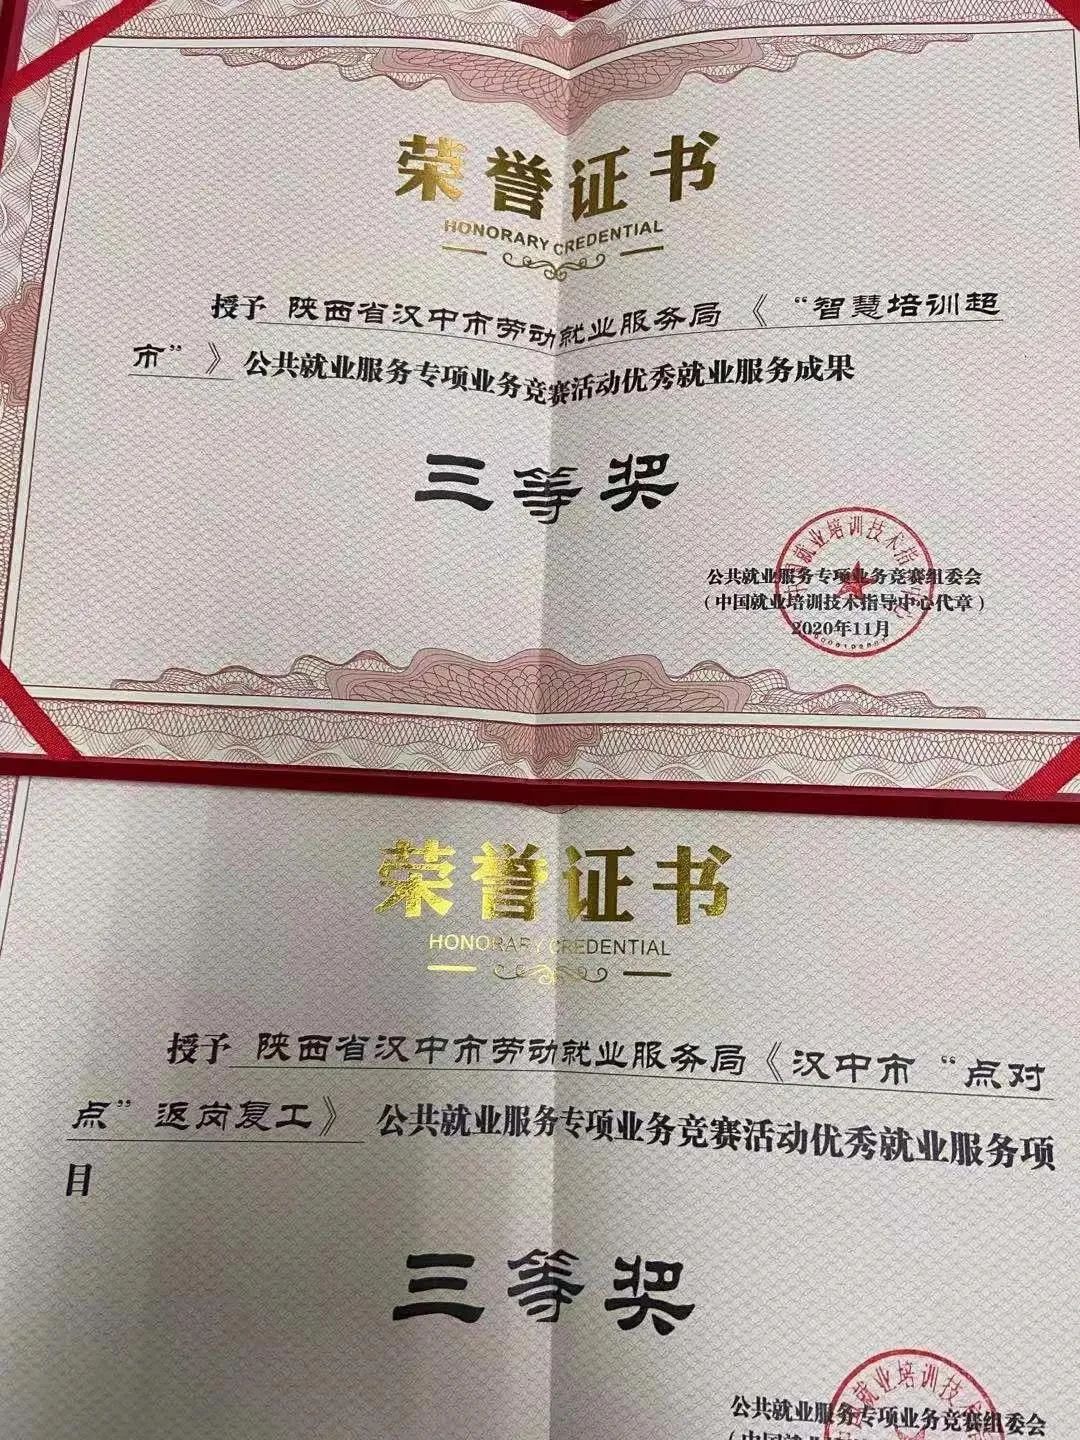 荣誉证书
HONORARY CREDENTIAL
授予 陕西省汉中市劳动就业服务局《“智慧培训超
市”》公共就业服务专项业务竞赛活动优秀就业服务成果
三等奖
公共就业服务专项业务竞赛组委会
(中国就业培训技术指导中心代章)
2020年11月
荣誉证书
HONORARY CREDENTIAL
授予 陕西省汉中市劳动就业服务局《汉中市“点对
点”返岗复工》公共就业服务专项业务竞赛活动优秀就业服务项
目
三等奖
公共就业服务专项业务竞赛组委会